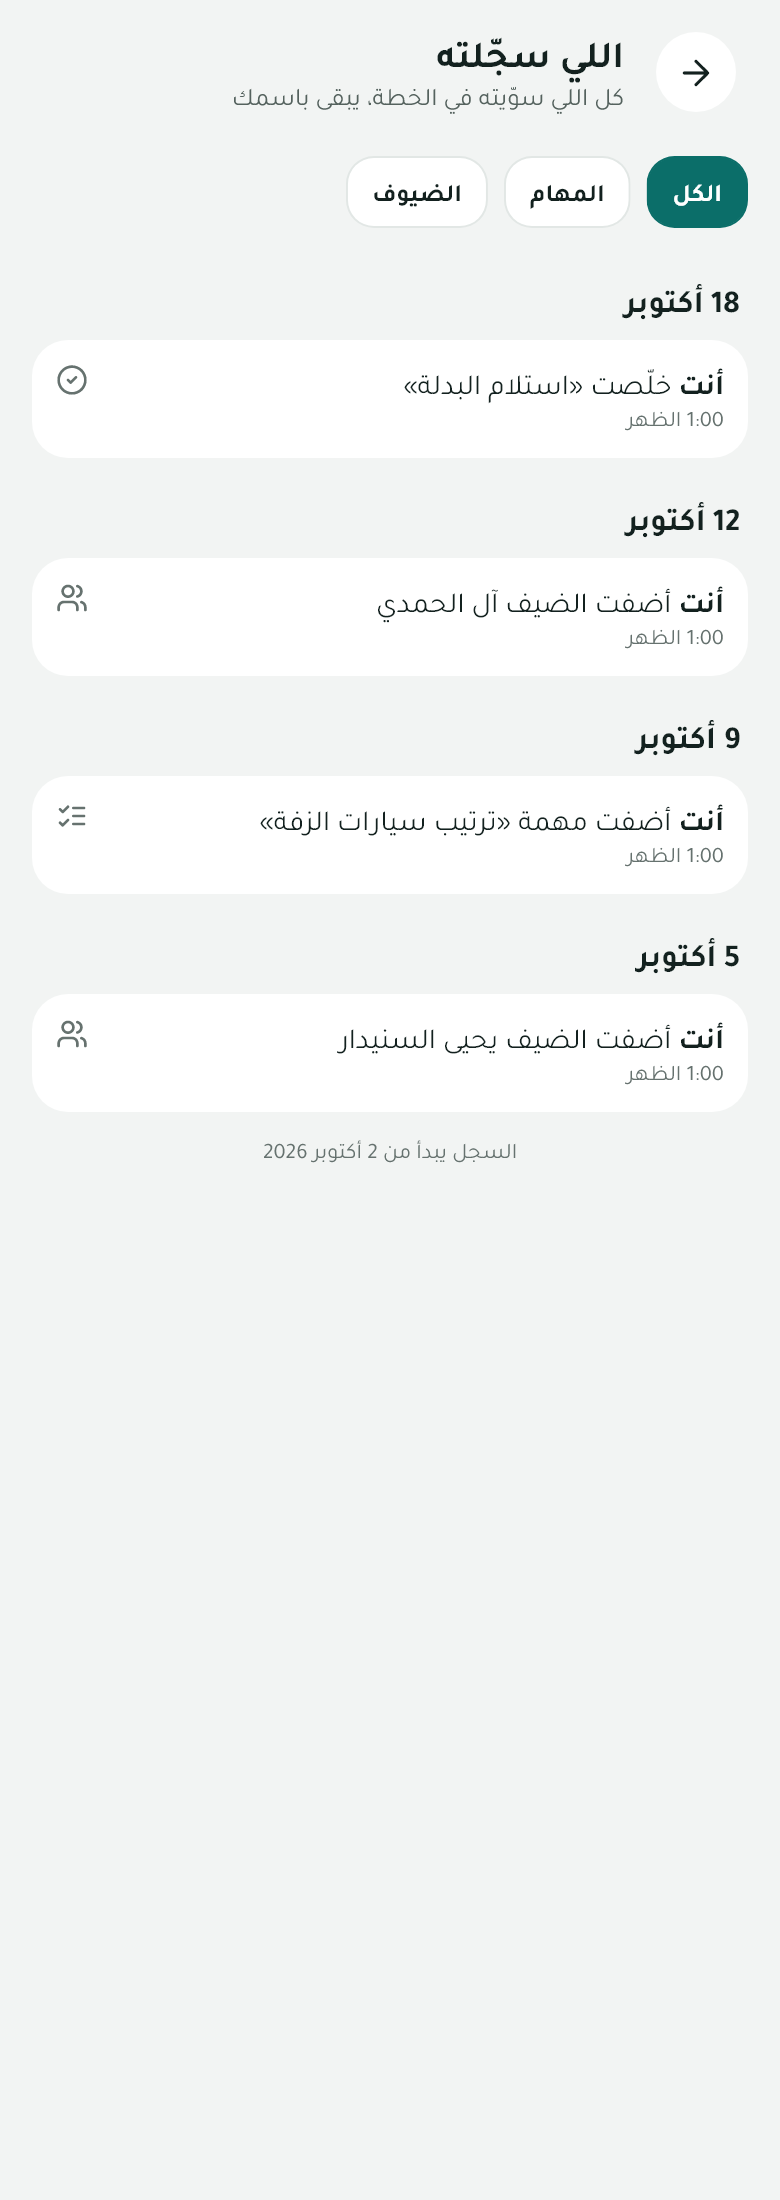 اللي سجّلته
كل اللي سوّيته في الخطة، يبقى باسمك
الكل
المهام
الضيوف
18 أكتوبر
أنت خلّصت «استلام البدلة»
1:00 الظهر
12 أكتوبر
أنت أضفت الضيف آل الحمدي
1:00 الظهر
9 أكتوبر
أنت أضفت مهمة «ترتيب سيارات الزفة»
1:00 الظهر
5 أكتوبر
أنت أضفت الضيف يحيى السنيدار
1:00 الظهر
السجل يبدأ من 2 أكتوبر 2026